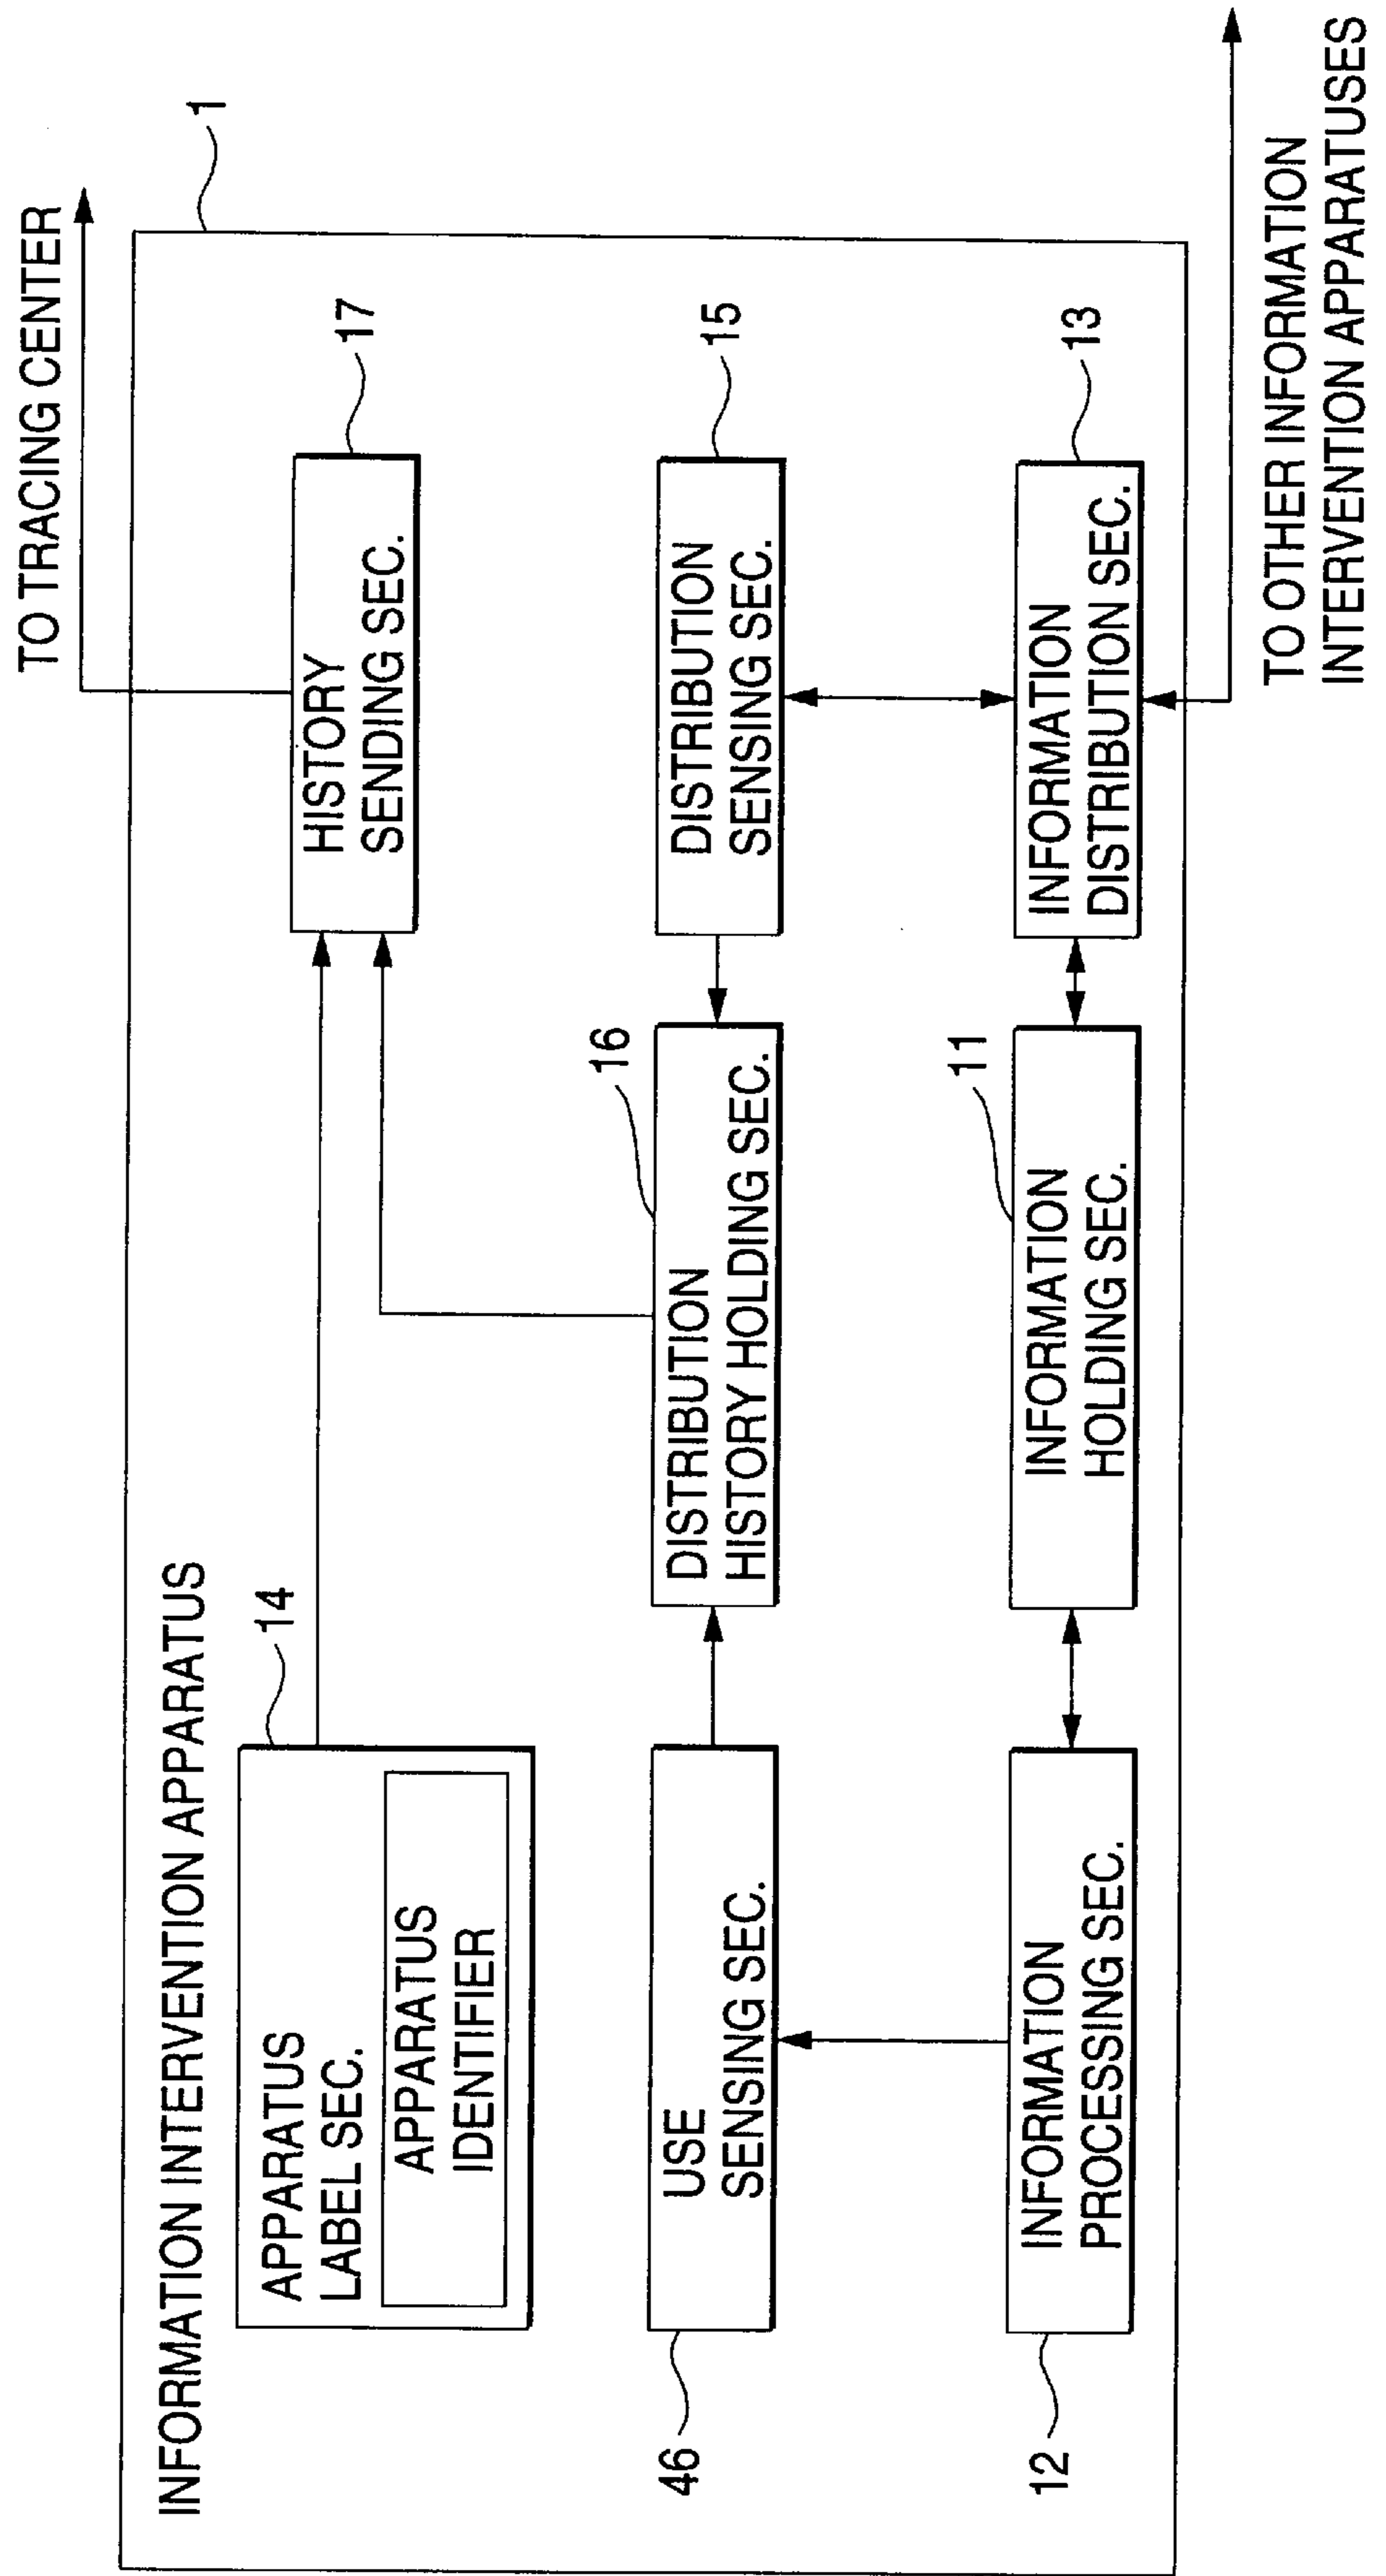 INFORMATION INTERVENTION APPARATUS
TO TRACING CENTER
1
14
APPARATUS
LABEL SEC.
APPARATUS
IDENTIFIER
17
HISTORY
SENDING SEC.
46
USE
SENSING SEC.
16
DISTRIBUTION
HISTORY HOLDING SEC.
15
DISTRIBUTION
SENSING SEC.
12
INFORMATION
PROCESSING SEC.
11
INFORMATION
HOLDING SEC.
13
INFORMATION
DISTRIBUTION SEC.
TO OTHER INFORMATION
INTERVENTION APPARATUSES